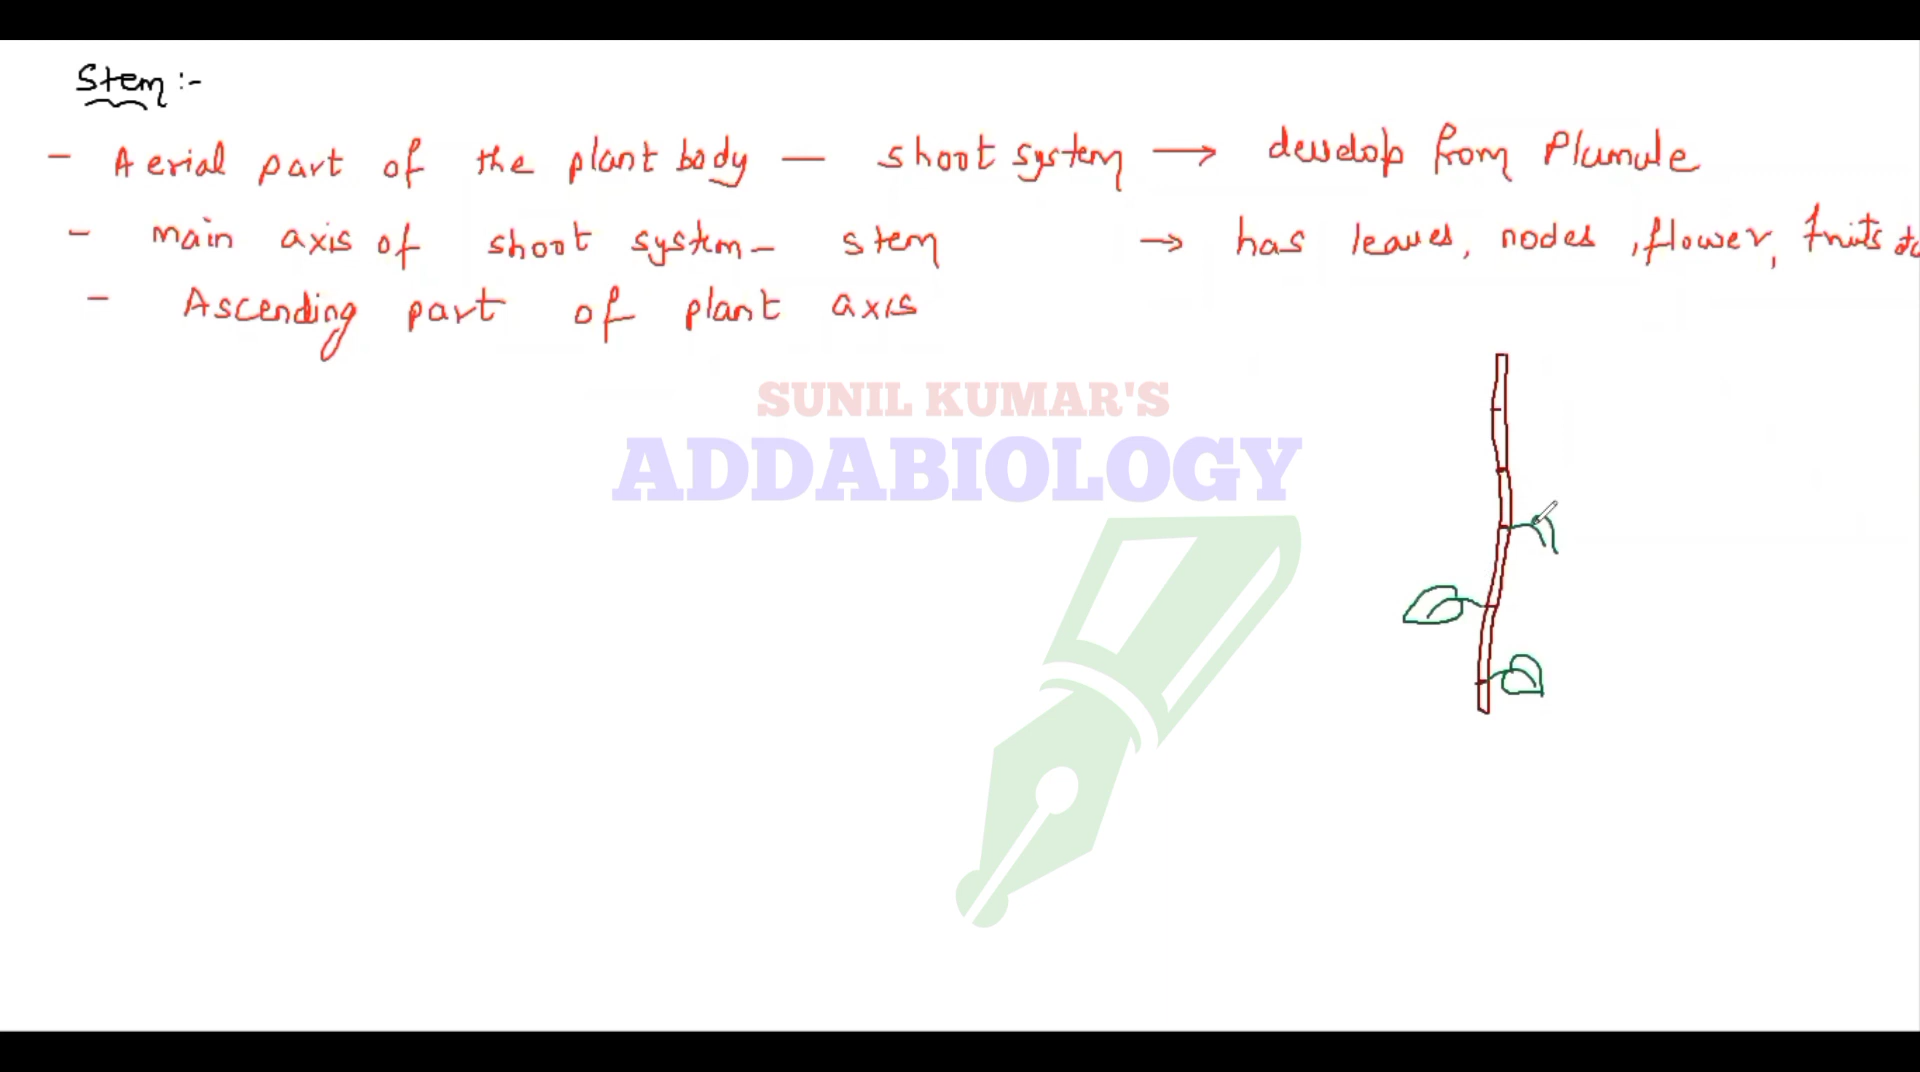 Stem :-
- Aerial part of the plant body — shoot system → develop from Plumule
- main axis of shoot system - stem → has leaves, nodes, flower, fruits etc
- Ascending part of plant axis
SUNIL KUMAR'S
ADDABIOLOGY